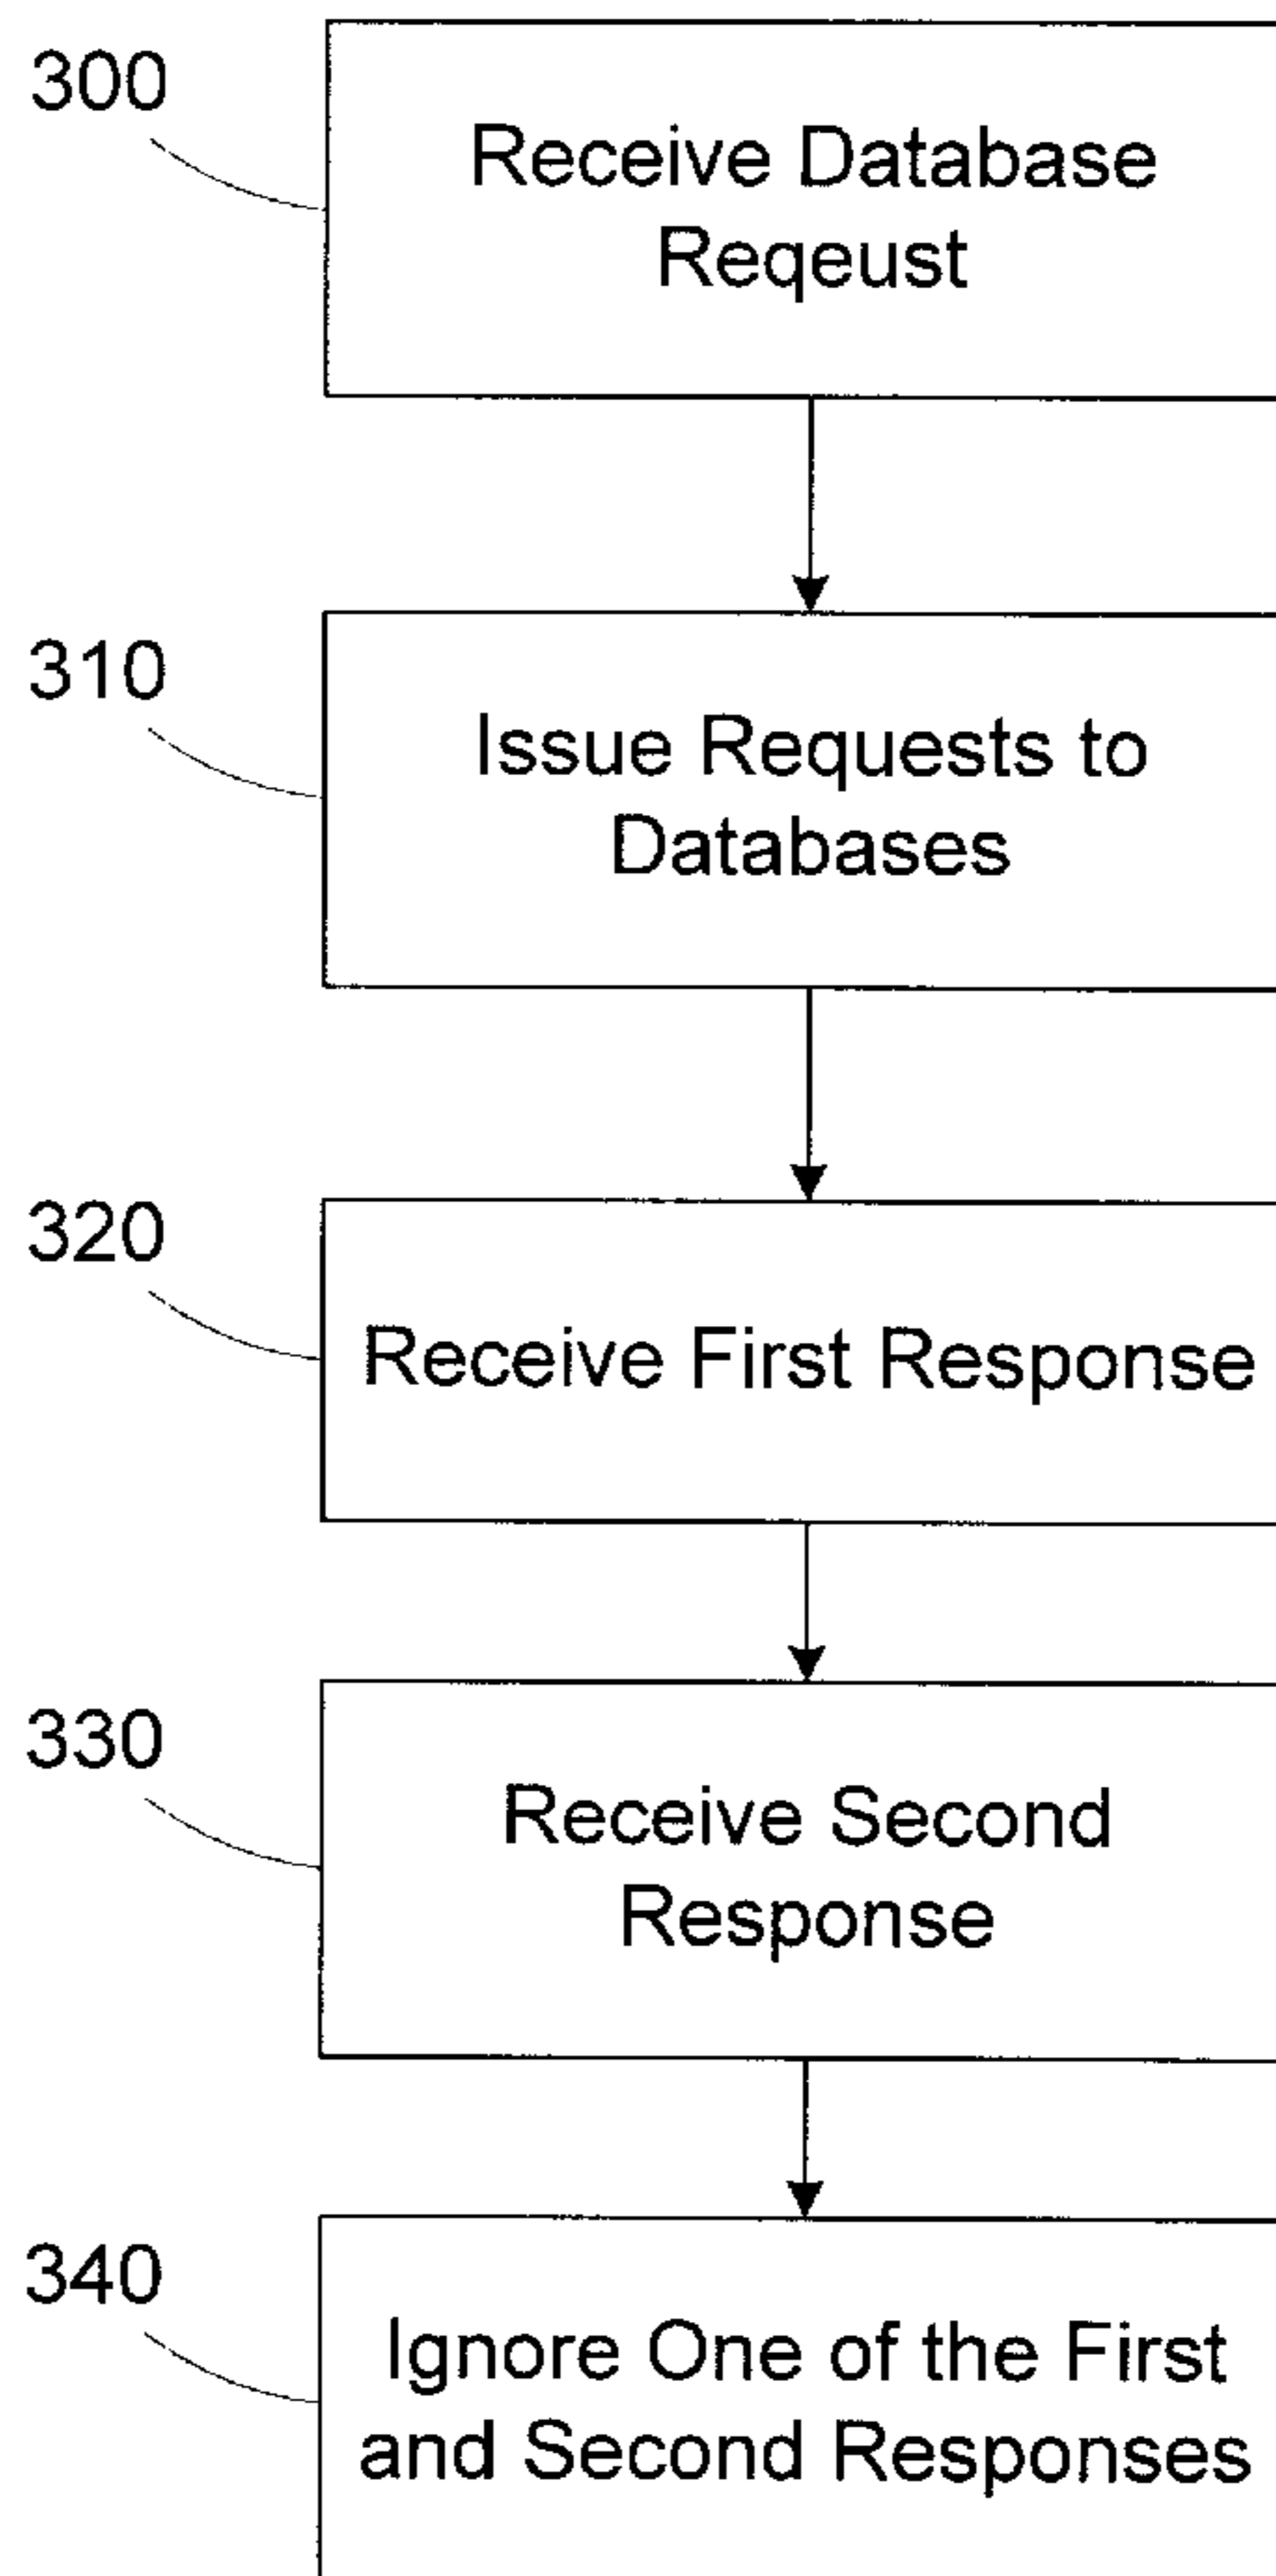 300
Receive Database
Reqeust
310
Issue Requests to
Databases
320
Receive First Response
330
Receive Second
Response
340
Ignore One of the First
and Second Responses